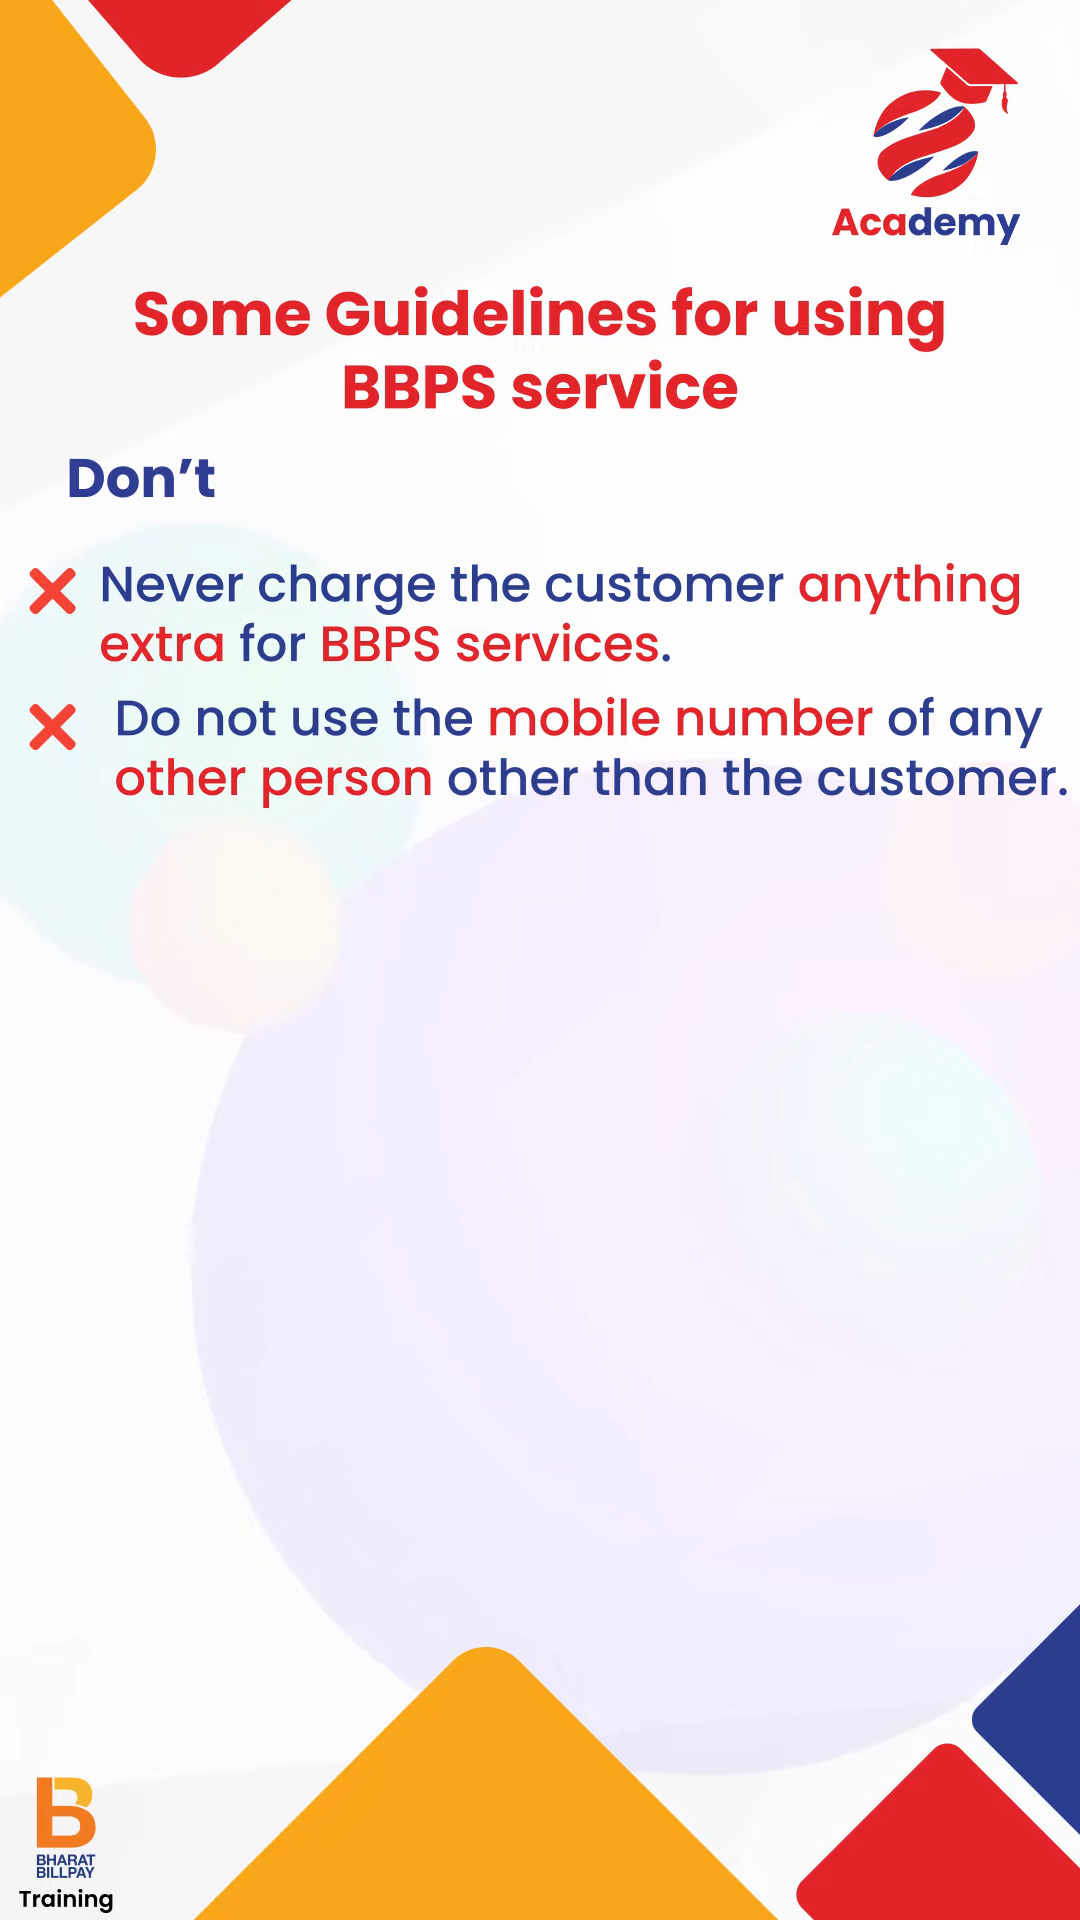 Academy
Some Guidelines for using
BBPS service
Don’t
Never charge the customer anything
extra for BBPS services.
Do not use the mobile number of any
other person other than the customer.
BHARAT
BILLPAY
Training